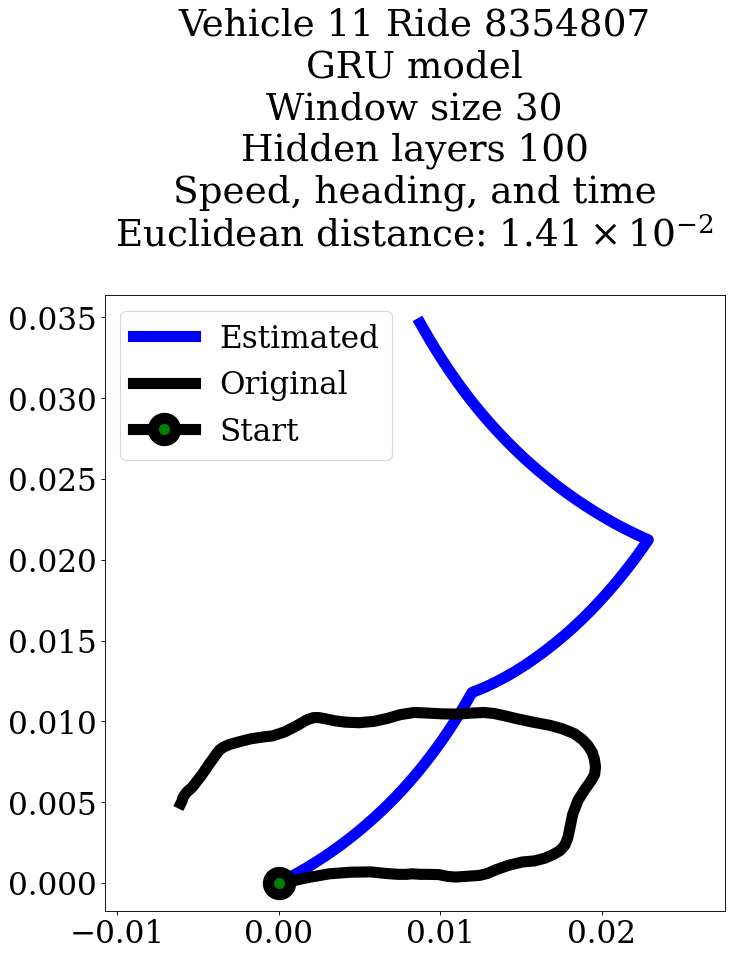 Vehicle 11 Ride 8354807
GRU model
Window size 30
Hidden layers 100
Speed, heading, and time
Euclidean distance: 1.41 × 10⁻²
Estimated
Original
Start
0.035
0.030
0.025
0.020
0.015
0.010
0.005
0.000
−0.01
0.00
0.01
0.02